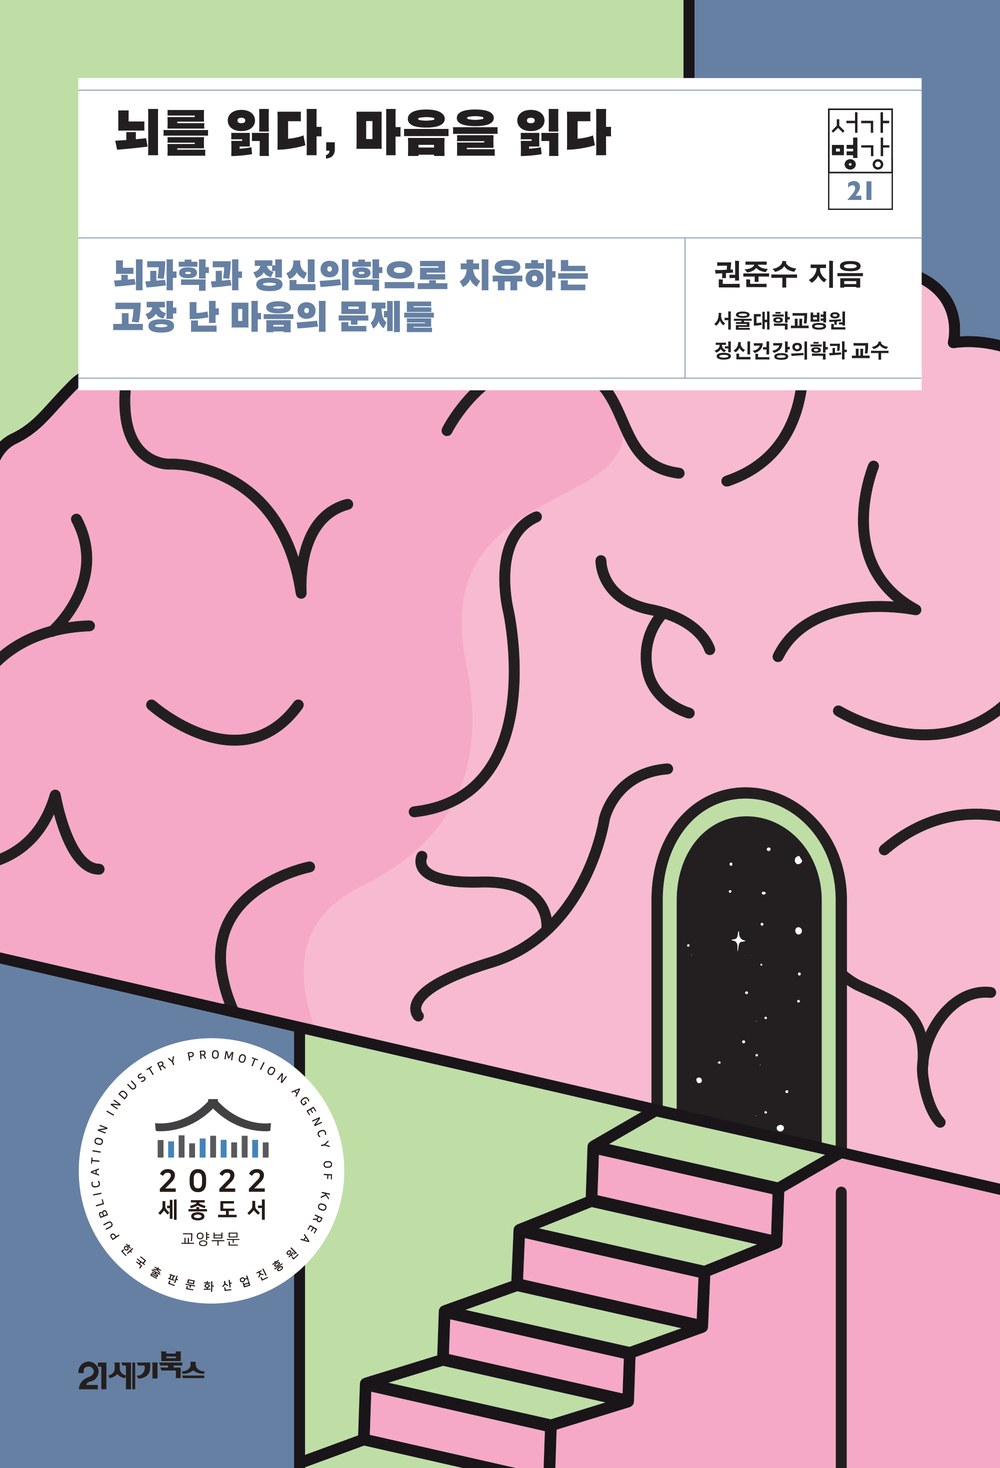 뇌를 읽다, 마음을 읽다
서가
명강
21
뇌과학과 정신의학으로 치유하는
고장 난 마음의 문제들
권준수 지음
서울대학교병원
정신건강의학과 교수
PUBLICATION INDUSTRY PROMOTION AGENCY OF KOREA
2022
세종도서
교양부문
한국출판문화산업진흥원
21세기북스